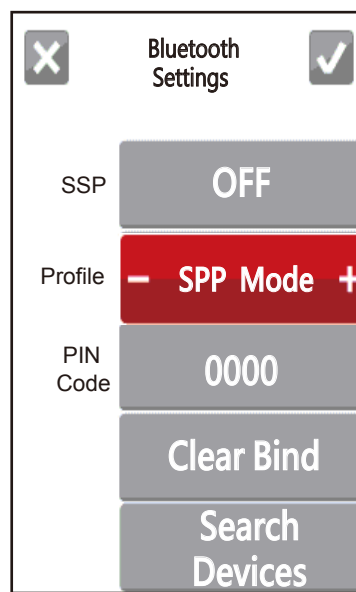 Bluetooth
Settings
SSP OFF
Profile - SPP Mode +
PIN
Code 0000
Clear Bind
Search
Devices